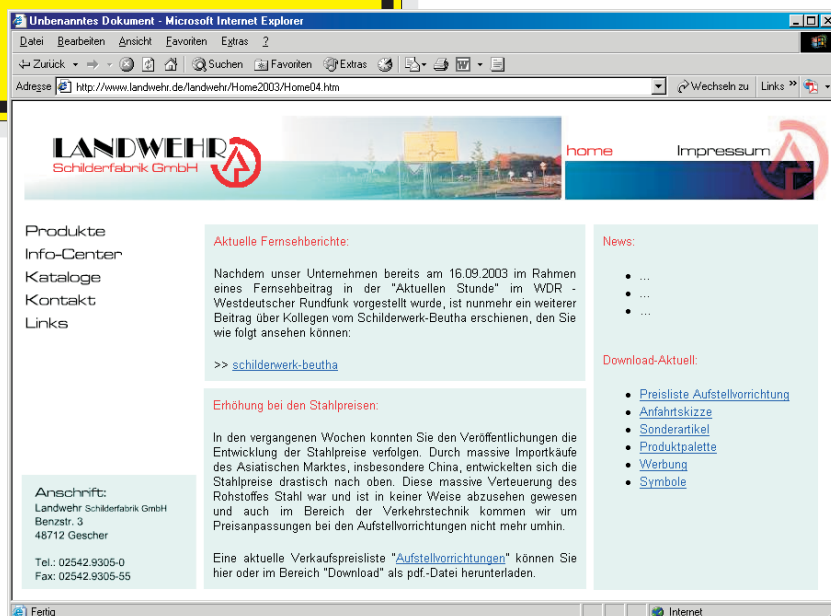 Unbenanntes Dokument - Microsoft Internet Explorer
Datei Bearbeiten Ansicht Favoriten Extras ?
Zurück Suchen Favoriten Extras
Adresse http://www.landwehr.de/landwehr/Home2003/Home04.htm Wechseln zu Links »
LANDWEHR
Schilderfabrik GmbH
home Impressum
Produkte
Info-Center
Kataloge
Kontakt
Links
Anschrift:
Landwehr Schilderfabrik GmbH
Benzstr. 3
48712 Gescher
Tel.: 02542.9305-0
Fax: 02542.9305-55
Aktuelle Fernsehberichte:
Nachdem unser Unternehmen bereits am 16.09.2003 im Rahmen
eines Fernsehbeitrag in der "Aktuellen Stunde" im WDR -
Westdeutscher Rundfunk vorgestellt wurde, ist nunmehr ein weiterer
Beitrag über Kollegen vom Schilderwerk-Beutha erschienen, den Sie
wie folgt ansehen können:
>> schilderwerk-beutha
Erhöhung bei den Stahlpreisen:
In den vergangenen Wochen konnten Sie den Veröffentlichungen die
Entwicklung der Stahlpreise verfolgen. Durch massive Importkäufe
des Asiatischen Marktes, insbesondere China, entwickelten sich die
Stahlpreise drastisch nach oben. Diese massive Verteuerung des
Rohstoffes Stahl war und ist in keiner Weise abzusehen gewesen
und auch im Bereich der Verkehrstechnik kommen wir um
Preisanpassungen bei den Aufstellvorrichtungen nicht mehr umhin.
Eine aktuelle Verkaufspreisliste "Aufstellvorrichtungen" können Sie
hier oder im Bereich "Download" als pdf.-Datei herunterladen.
News:
• ...
• ...
• ...
Download-Aktuell:
• Preisliste Aufstellvorrichtung
• Anfahrtskizze
• Sonderartikel
• Produktpalette
• Werbung
• Symbole
Fertig Internet